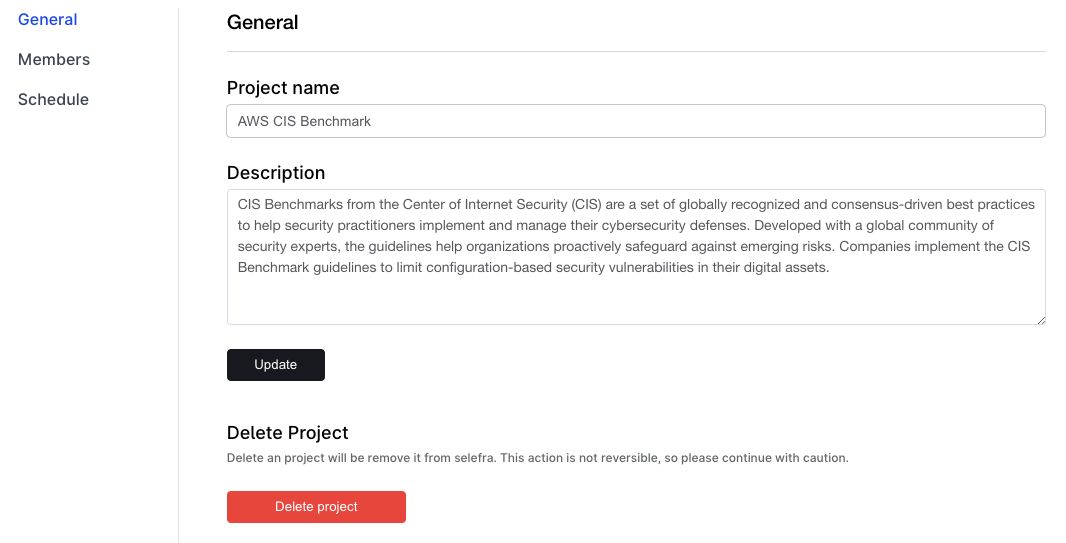 General
Members
Schedule
General
Project name
AWS CIS Benchmark
Description
CIS Benchmarks from the Center of Internet Security (CIS) are a set of globally recognized and consensus-driven best practices
to help security practitioners implement and manage their cybersecurity defenses. Developed with a global community of
security experts, the guidelines help organizations proactively safeguard against emerging risks. Companies implement the CIS
Benchmark guidelines to limit configuration-based security vulnerabilities in their digital assets.
Update
Delete Project
Delete an project will be remove it from selefra. This action is not reversible, so please continue with caution.
Delete project